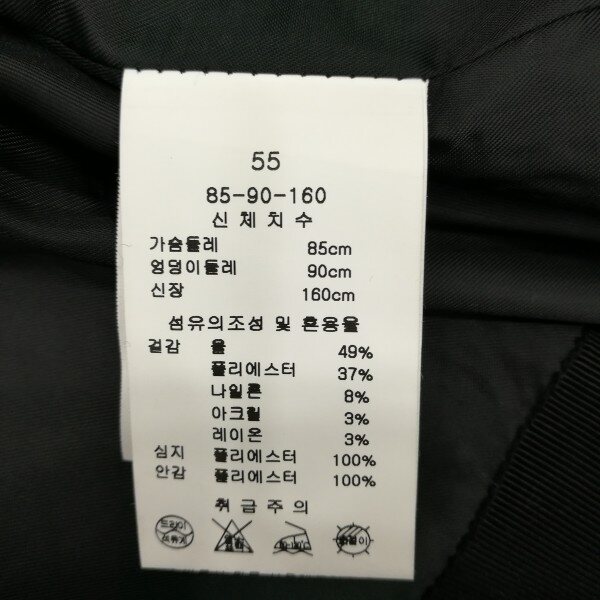 55
85-90-160
신체치수
가슴둘레 85cm
엉덩이둘레 90cm
신장 160cm
섬유의조성 및 혼용율
겉감 울 49%
폴리에스터 37%
나일론 8%
아크릴 3%
레이온 3%
심지 폴리에스터 100%
안감 폴리에스터 100%
취급주의
드라이